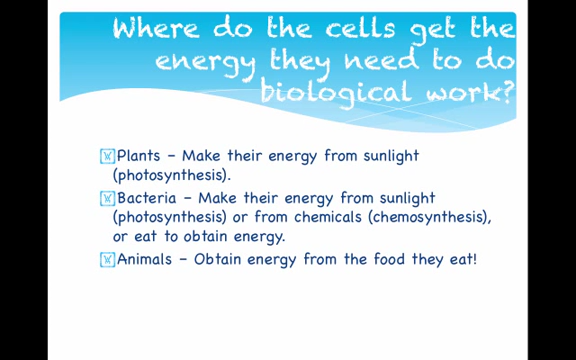 Where do the cells get the
energy they need to do
biological work?
Plants – Make their energy from sunlight
(photosynthesis).
Bacteria – Make their energy from sunlight
(photosynthesis) or from chemicals (chemosynthesis),
or eat to obtain energy.
Animals – Obtain energy from the food they eat!